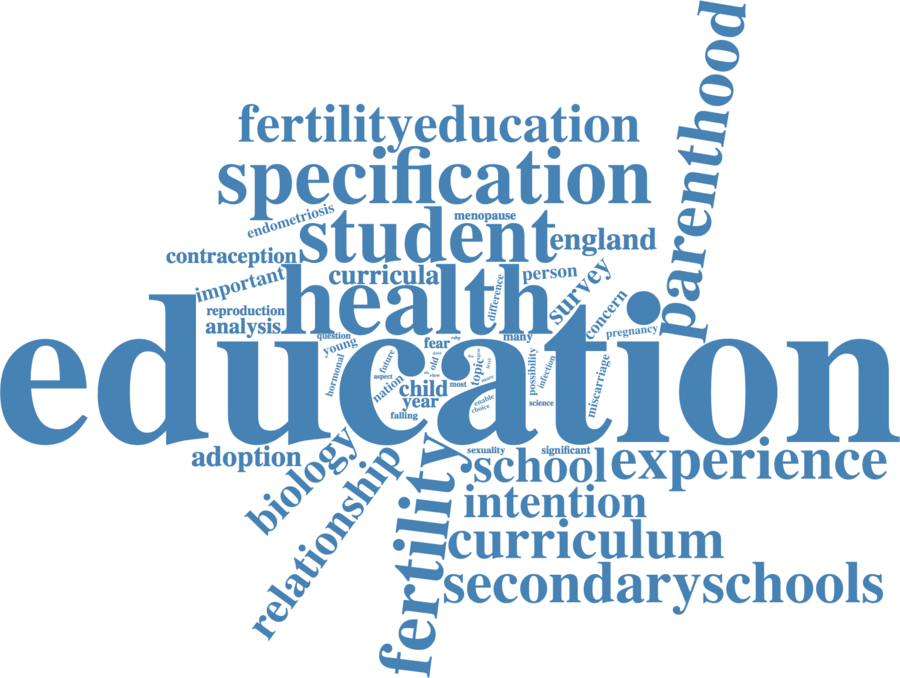 parenthood
fertilityeducation
specification
endometriosis
menopause
student
england
contraception
curricula
person
important
health
difference
survey
concern
reproduction
analysis
question
many
pregnancy
young
fear
education
hormonal
future
old
topic
possibility
infection
aspect
view
nation
child
most
miscarriage
year
enable
choice
science
falling
adoption
sexuality
significant
biology
relationship
fertility
school
experience
intention
curriculum
secondaryschools